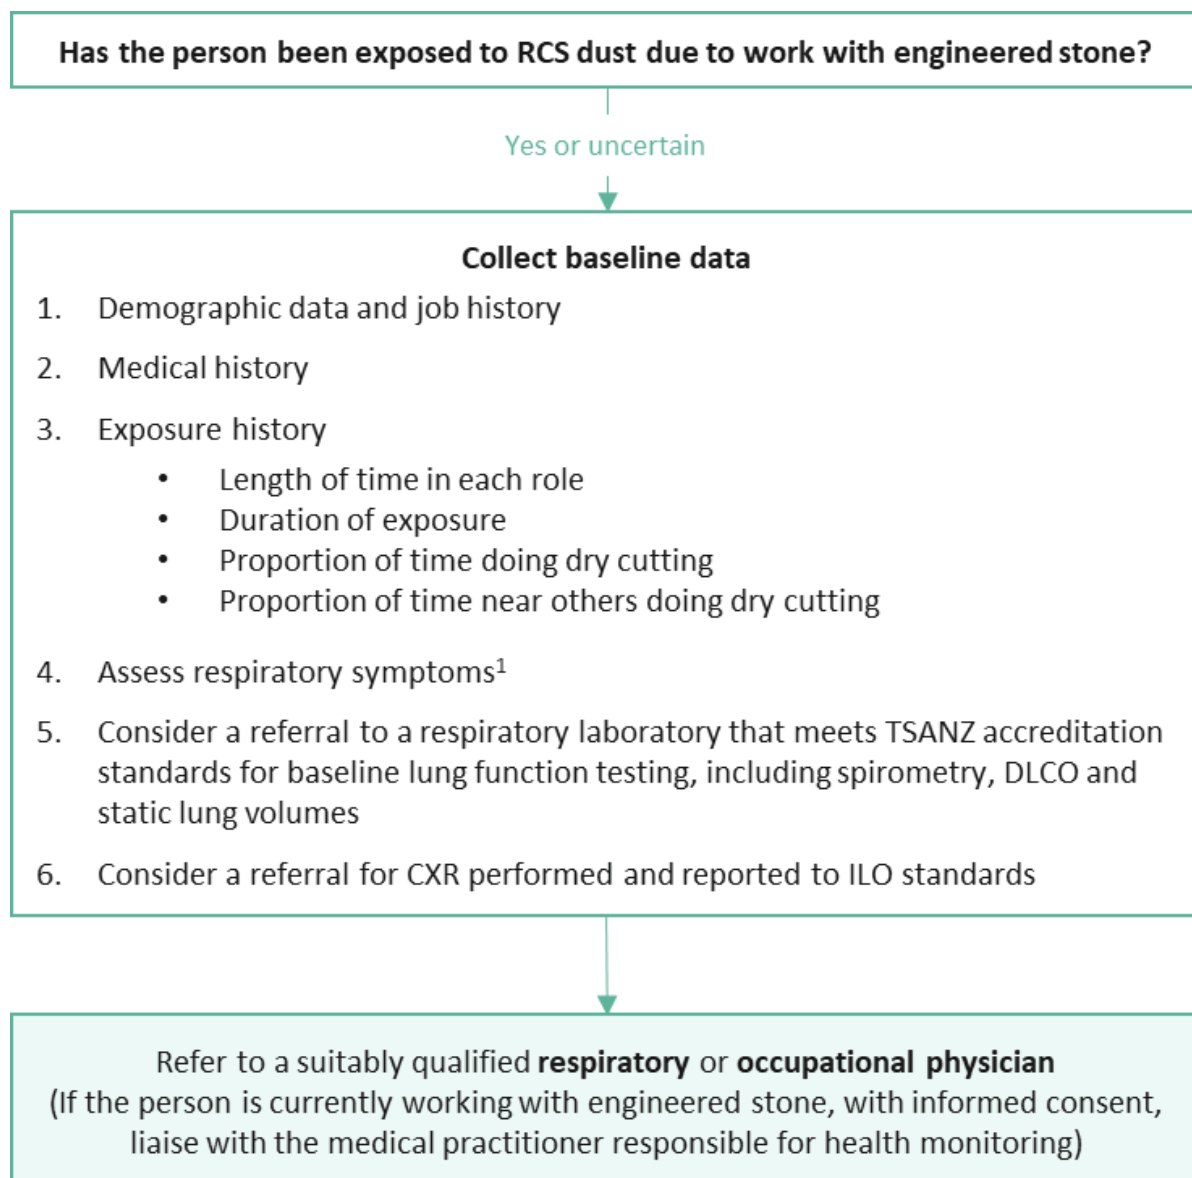 Has the person been exposed to RCS dust due to work with engineered stone?
Yes or uncertain
Collect baseline data
1. Demographic data and job history
2. Medical history
3. Exposure history
• Length of time in each role
• Duration of exposure
• Proportion of time doing dry cutting
• Proportion of time near others doing dry cutting
4. Assess respiratory symptoms¹
5. Consider a referral to a respiratory laboratory that meets TSANZ accreditation
standards for baseline lung function testing, including spirometry, DLCO and
static lung volumes
6. Consider a referral for CXR performed and reported to ILO standards
Refer to a suitably qualified respiratory or occupational physician
(If the person is currently working with engineered stone, with informed consent,
liaise with the medical practitioner responsible for health monitoring)